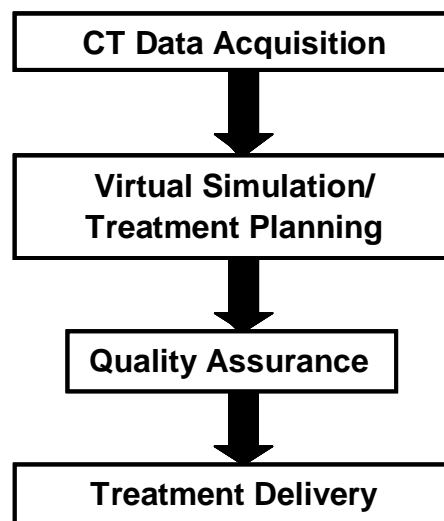 CT Data Acquisition
Virtual Simulation/
Treatment Planning
Quality Assurance
Treatment Delivery